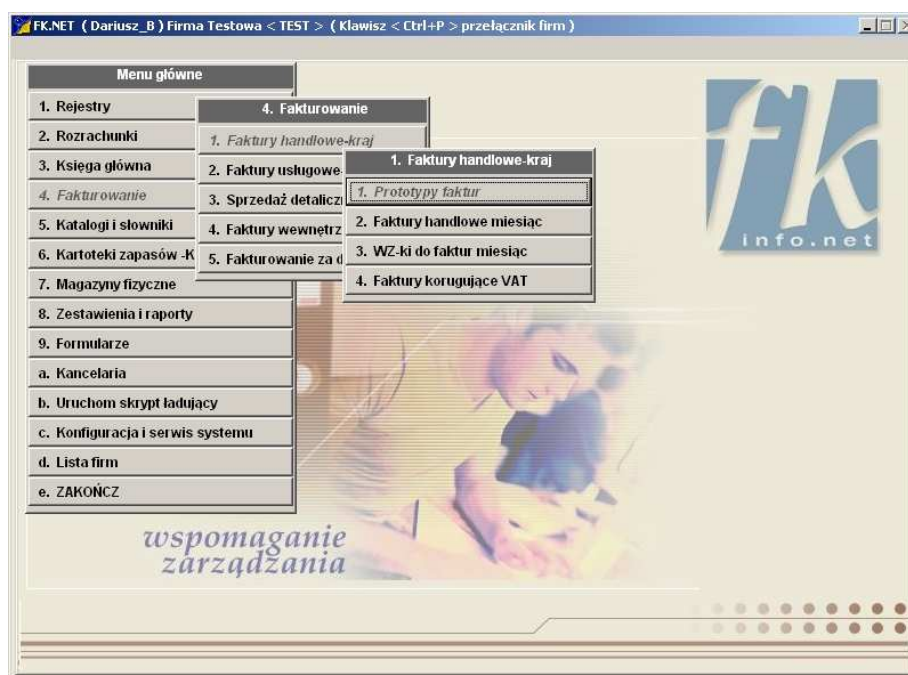 FK.NET ( Dariusz_B ) Firma Testowa < TEST > ( Klawisz < Ctrl+P > przełącznik firm )
Menu główne
1. Rejestry
2. Rozrachunki
3. Księga główna
4. Fakturowanie
5. Katalogi i słowniki
6. Kartoteki zapasów -K
7. Magazyny fizyczne
8. Zestawienia i raporty
9. Formularze
a. Kancelaria
b. Uruchom skrypt ładujący
c. Konfiguracja i serwis systemu
d. Lista firm
e. ZAKOŃCZ
4. Fakturowanie
1. Faktury handlowe-kraj
2. Faktury usługowe
3. Sprzedaż detaliczn
4. Faktury wewnętrz
5. Fakturowanie za d
1. Faktury handlowe-kraj
1. Prototypy faktur
2. Faktury handlowe miesiąc
3. WZ-ki do faktur miesiąc
4. Faktury korugujące VAT
fk
info.net
wspomaganie
zarządzania